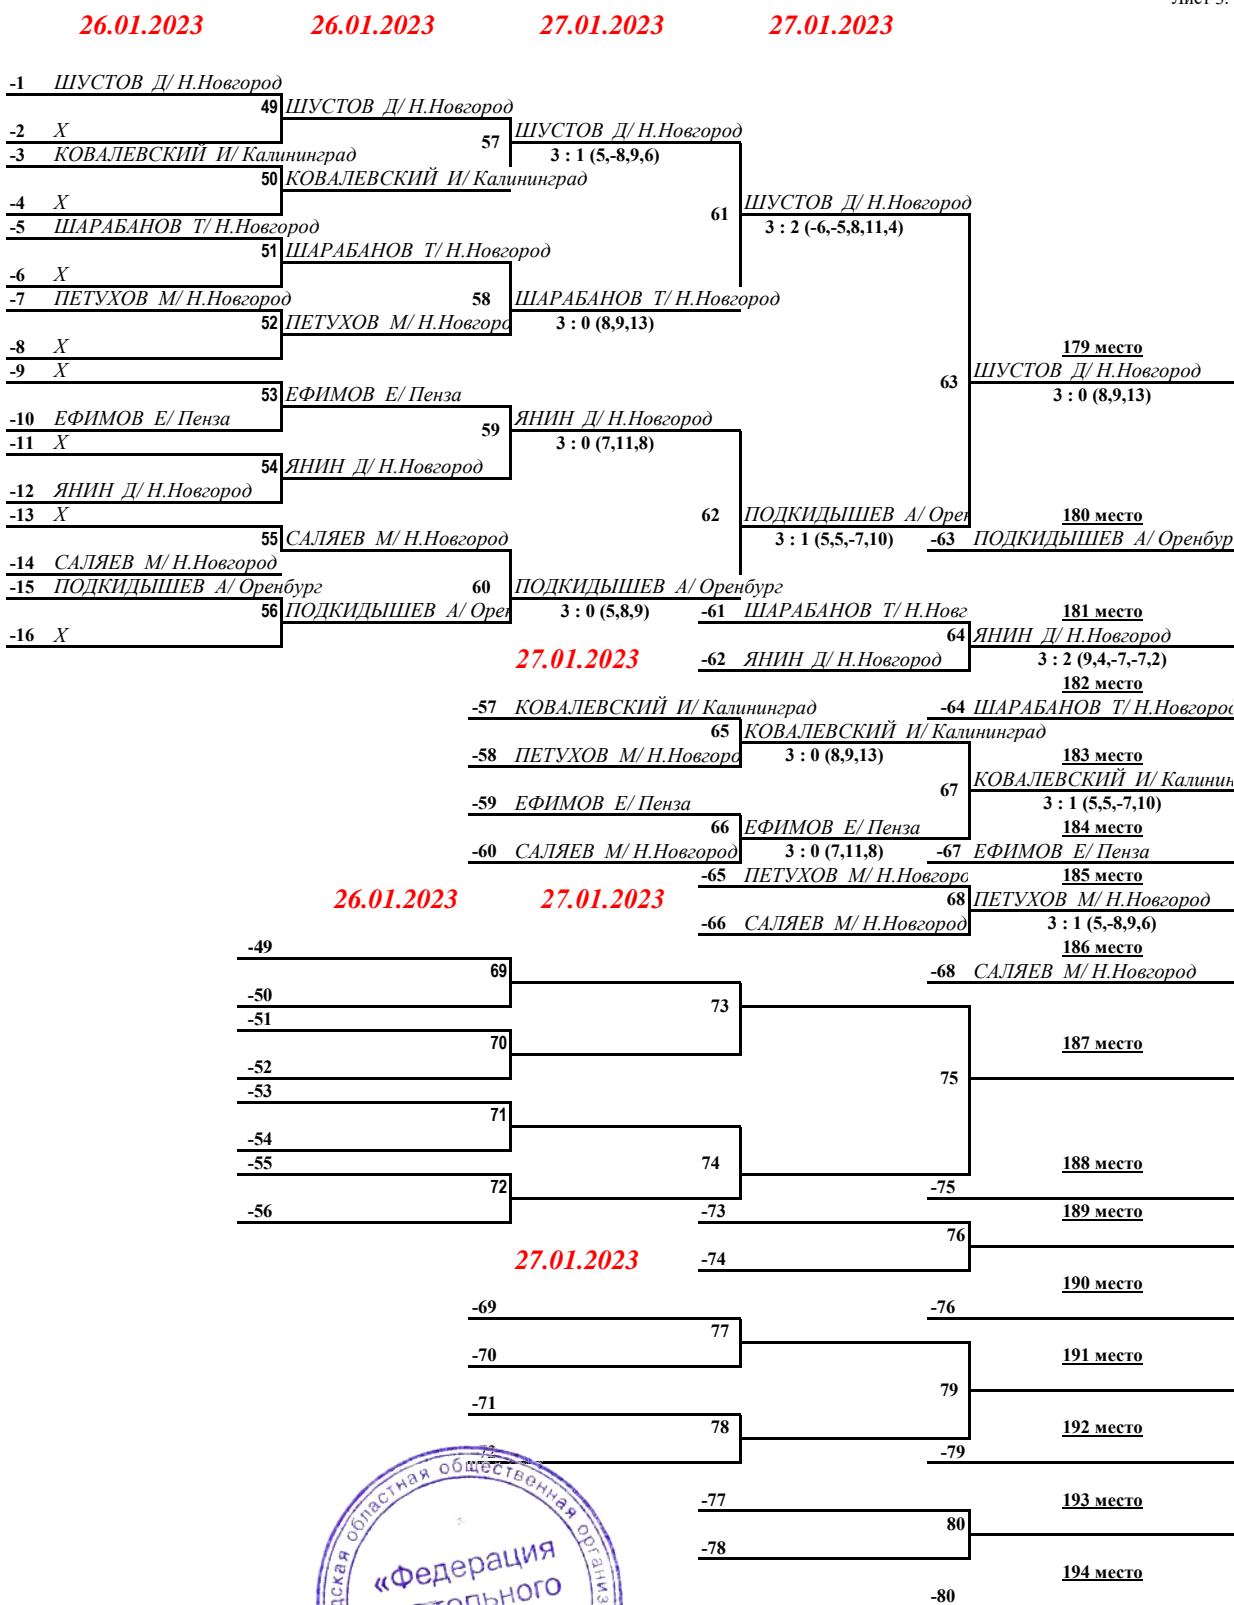 Лист 3.
26.01.2023 26.01.2023 27.01.2023 27.01.2023
-1 ШУСТОВ Д/ Н.Новгород
49 ШУСТОВ Д/ Н.Новгород
-2 X
57 ШУСТОВ Д/ Н.Новгород
-3 КОВАЛЕВСКИЙ И/ Калининград
3 : 1 (5,-8,9,6)
50 КОВАЛЕВСКИЙ И/ Калининград
-4 X
61 ШУСТОВ Д/ Н.Новгород
-5 ШАРАБАНОВ Т/ Н.Новгород
3 : 2 (-6,-5,8,11,4)
51 ШАРАБАНОВ Т/ Н.Новгород
-6 X
-7 ПЕТУХОВ М/ Н.Новгород
58 ШАРАБАНОВ Т/ Н.Новгород
52 ПЕТУХОВ М/ Н.Новгоро
3 : 0 (8,9,13)
-8 X
179 место
-9 X
63 ШУСТОВ Д/ Н.Новгород
53 ЕФИМОВ Е/ Пенза
3 : 0 (8,9,13)
-10 ЕФИМОВ Е/ Пенза
59 ЯНИН Д/ Н.Новгород
-11 X
3 : 0 (7,11,8)
54 ЯНИН Д/ Н.Новгород
-12 ЯНИН Д/ Н.Новгород
-13 X
62 ПОДКИДЫШЕВ А/ Орен
180 место
55 САЛЯЕВ М/ Н.Новгород
3 : 1 (5,5,-7,10)
-63 ПОДКИДЫШЕВ А/ Оренбур
-14 САЛЯЕВ М/ Н.Новгород
-15 ПОДКИДЫШЕВ А/ Оренбург
60 ПОДКИДЫШЕВ А/ Оренбург
56 ПОДКИДЫШЕВ А/ Орен
3 : 0 (5,8,9)
-61 ШАРАБАНОВ Т/ Н.Новг
181 место
-16 X
64 ЯНИН Д/ Н.Новгород
27.01.2023
-62 ЯНИН Д/ Н.Новгород
3 : 2 (9,4,-7,-7,2)
182 место
-57 КОВАЛЕВСКИЙ И/ Калининград
-64 ШАРАБАНОВ Т/ Н.Новгород
65 КОВАЛЕВСКИЙ И/ Калининград
-58 ПЕТУХОВ М/ Н.Новгоро
3 : 0 (8,9,13)
183 место
67 КОВАЛЕВСКИЙ И/ Калинин
-59 ЕФИМОВ Е/ Пенза
3 : 1 (5,5,-7,10)
66 ЕФИМОВ Е/ Пенза
184 место
-60 САЛЯЕВ М/ Н.Новгород
3 : 0 (7,11,8)
-67 ЕФИМОВ Е/ Пенза
-65 ПЕТУХОВ М/ Н.Новгоро
185 место
26.01.2023 27.01.2023
68 ПЕТУХОВ М/ Н.Новгород
-66 САЛЯЕВ М/ Н.Новгород
3 : 1 (5,-8,9,6)
-49
186 место
69
-68 САЛЯЕВ М/ Н.Новгород
-50
73
-51
70
187 место
-52
75
-53
71
-54
-55
74
188 место
72
-75
-56
-73
189 место
76
27.01.2023
-74
190 место
-69
-76
77
-70
191 место
79
-71
78
192 место
-72
-79
-77
193 место
80
-78
194 место
-80
областная общественная
«Федерация